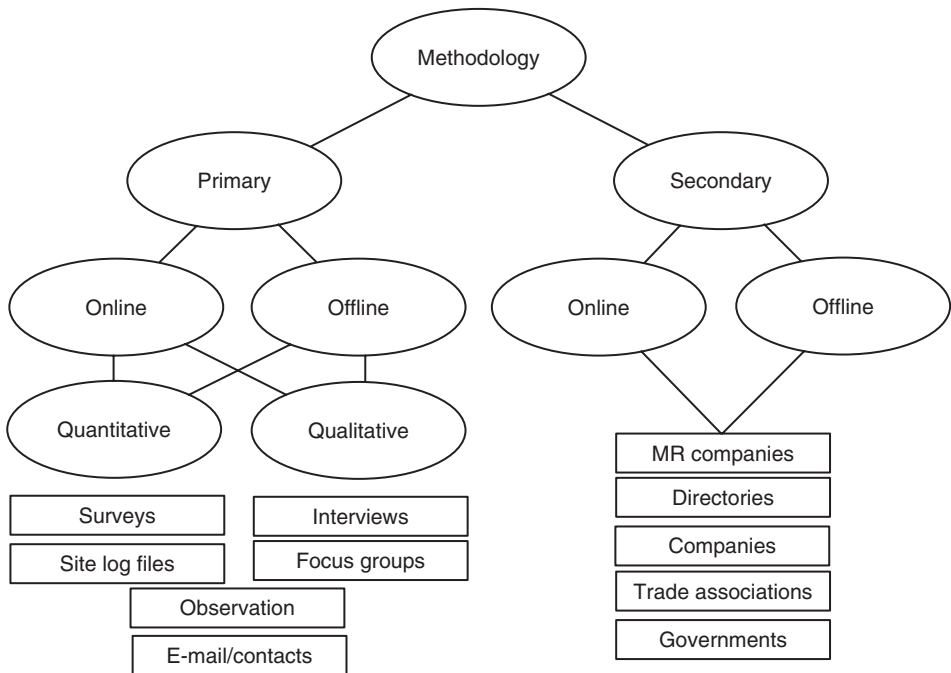 Methodology
Primary
Secondary
Online
Offline
Online
Offline
Quantitative
Qualitative
MR companies
Directories
Companies
Trade associations
Governments
Surveys
Interviews
Site log files
Focus groups
Observation
E-mail/contacts